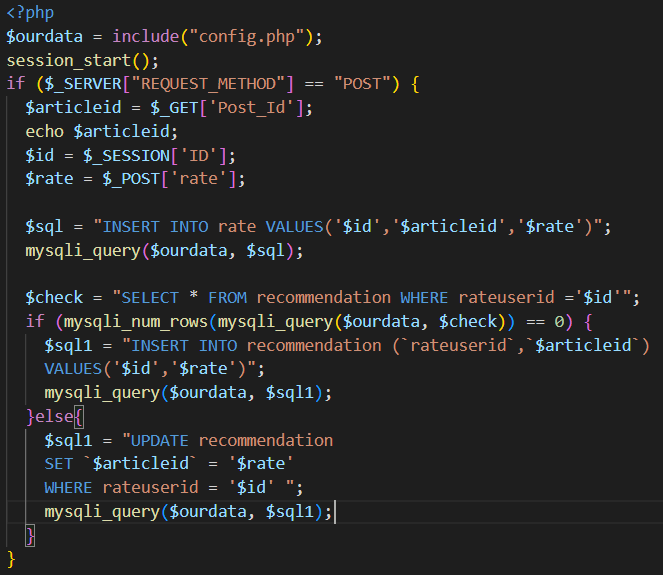 <?php
$ourdata = include("config.php");
session_start();
if ($_SERVER["REQUEST_METHOD"] == "POST") {
  $articleid = $_GET['Post_Id'];
  echo $articleid;
  $id = $_SESSION['ID'];
  $rate = $_POST['rate'];

  $sql = "INSERT INTO rate VALUES('$id','$articleid','$rate')";
  mysqli_query($ourdata, $sql);

  $check = "SELECT * FROM recommendation WHERE rateuserid ='$id'";
  if (mysqli_num_rows(mysqli_query($ourdata, $check)) == 0) {
    $sql1 = "INSERT INTO recommendation (`rateuserid`,`$articleid`)
    VALUES('$id','$rate')";
    mysqli_query($ourdata, $sql1);
  }else{
    $sql1 = "UPDATE recommendation
    SET `$articleid` = '$rate'
    WHERE rateuserid = '$id' ";
    mysqli_query($ourdata, $sql1);
  }
}